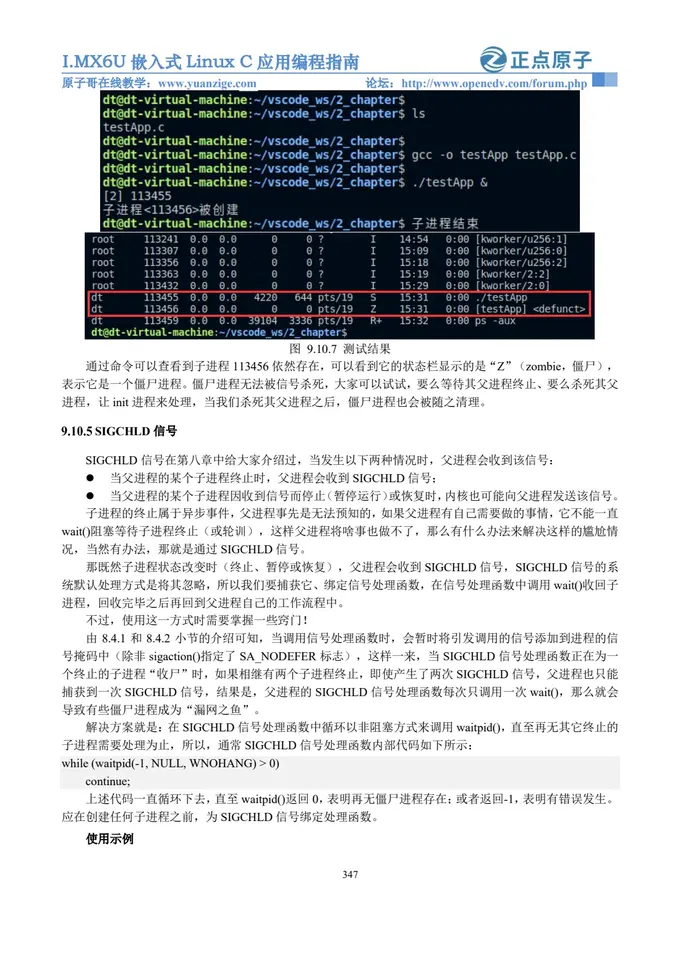 I.MX6U 嵌入式 Linux C 应用编程指南
正点原子
原子哥在线教学：www.yuanzige.com 论坛：http://www.openedv.com/forum.php
dt@dt-virtual-machine:~/vscode_ws/2_chapter$
dt@dt-virtual-machine:~/vscode_ws/2_chapter$ ls
testApp.c
dt@dt-virtual-machine:~/vscode_ws/2_chapter$
dt@dt-virtual-machine:~/vscode_ws/2_chapter$ gcc -o testApp testApp.c
dt@dt-virtual-machine:~/vscode_ws/2_chapter$
dt@dt-virtual-machine:~/vscode_ws/2_chapter$ ./testApp &
[2] 113455
子进程<113456>被创建
dt@dt-virtual-machine:~/vscode_ws/2_chapter$ 子进程结束
root 113241 0.0 0.0 0 0 ? I 14:54 0:00 [kworker/u256:1]
root 113307 0.0 0.0 0 0 ? I 15:09 0:00 [kworker/u256:0]
root 113356 0.0 0.0 0 0 ? I 15:18 0:00 [kworker/u256:2]
root 113363 0.0 0.0 0 0 ? I 15:19 0:00 [kworker/2:2]
root 113432 0.0 0.0 0 0 ? I 15:29 0:00 [kworker/2:0]
dt 113455 0.0 0.0 4220 644 pts/19 S 15:31 0:00 ./testApp
dt 113456 0.0 0.0 0 0 pts/19 Z 15:31 0:00 [testApp] <defunct>
dt 113459 0.0 0.0 39104 3336 pts/19 R+ 15:32 0:00 ps -aux
dt@dt-virtual-machine:~/vscode_ws/2_chapter$
图 9.10.7 测试结果
通过命令可以查看到子进程 113456 依然存在，可以看到它的状态栏显示的是“Z”（zombie，僵尸），
表示它是一个僵尸进程。僵尸进程无法被信号杀死，大家可以试试，要么等待其父进程终止、要么杀死其父
进程，让 init 进程来处理，当我们杀死其父进程之后，僵尸进程也会被随之清理。
9.10.5 SIGCHLD 信号
SIGCHLD 信号在第八章中给大家介绍过，当发生以下两种情况时，父进程会收到该信号：
● 当父进程的某个子进程终止时，父进程会收到 SIGCHLD 信号；
● 当父进程的某个子进程因收到信号而停止（暂停运行）或恢复时，内核也可能向父进程发送该信号。
子进程的终止属于异步事件，父进程事先是无法预知的，如果父进程有自己需要做的事情，它不能一直
wait()阻塞等待子进程终止（或轮训），这样父进程将啥事也做不了，那么有什么办法来解决这样的尴尬情
况，当然有办法，那就是通过 SIGCHLD 信号。
那既然子进程状态改变时（终止、暂停或恢复），父进程会收到 SIGCHLD 信号，SIGCHLD 信号的系
统默认处理方式是将其忽略，所以我们要捕获它、绑定信号处理函数，在信号处理函数中调用 wait()收回子
进程，回收完毕之后再回到父进程自己的工作流程中。
不过，使用这一方式时需要掌握一些窍门！
由 8.4.1 和 8.4.2 小节的介绍可知，当调用信号处理函数时，会暂时将引发调用的信号添加到进程的信
号掩码中（除非 sigaction()指定了 SA_NODEFER 标志），这样一来，当 SIGCHLD 信号处理函数正在为一
个终止的子进程“收尸”时，如果相继有两个子进程终止，即使产生了两次 SIGCHLD 信号，父进程也只能
捕获到一次 SIGCHLD 信号，结果是，父进程的 SIGCHLD 信号处理函数每次只调用一次 wait()，那么就会
导致有些僵尸进程成为“漏网之鱼”。
解决方案就是：在 SIGCHLD 信号处理函数中循环以非阻塞方式来调用 waitpid()，直至再无其它终止的
子进程需要处理为止，所以，通常 SIGCHLD 信号处理函数内部代码如下所示：
while (waitpid(-1, NULL, WNOHANG) > 0)
continue;
上述代码一直循环下去，直至 waitpid()返回 0，表明再无僵尸进程存在；或者返回-1，表明有错误发生。
应在创建任何子进程之前，为 SIGCHLD 信号绑定处理函数。
使用示例
347